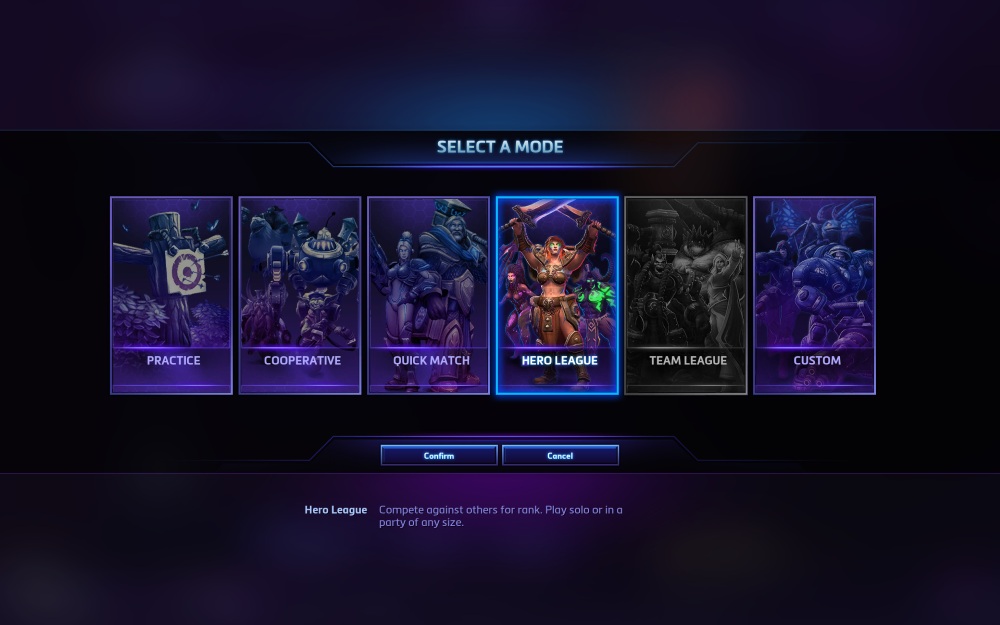 SELECT A MODE
PRACTICE
COOPERATIVE
QUICK MATCH
HERO LEAGUE
TEAM LEAGUE
CUSTOM
Confirm
Cancel
Hero League
Compete against others for rank. Play solo or in a
party of any size.